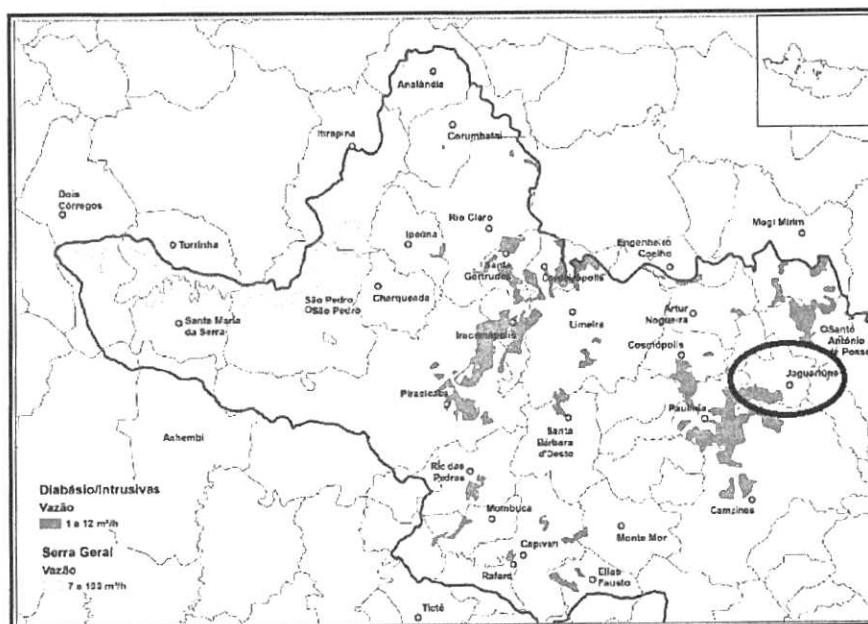 Analândia
Corumbataí
Itirapina
Dois
Córregos
Rio Claro
Mogi Mirim
Torrinha
Ipeúna
Engenheiro
Coelho
Santa
Gertrudes
Cordeirópolis
Charqueada
São Pedro
São Pedro
Santa Maria
da Serra
Iracemápolis
Limeira
Artur
Nogueira
Santo
Antônio
de Posse
Cosmópolis
Jaguariúna
Piracicaba
Paulínia
Santa
Bárbara
d'Oeste
Anhembi
Rio das
Pedras
Diabásio/Intrusivas
Vazão
1 a 12 m³/h
Campinas
Mombuca
Monte Mor
Serra Geral
Vazão
7 a 103 m³/h
Capivari
Rafard
Elias
Fausto
Tietê